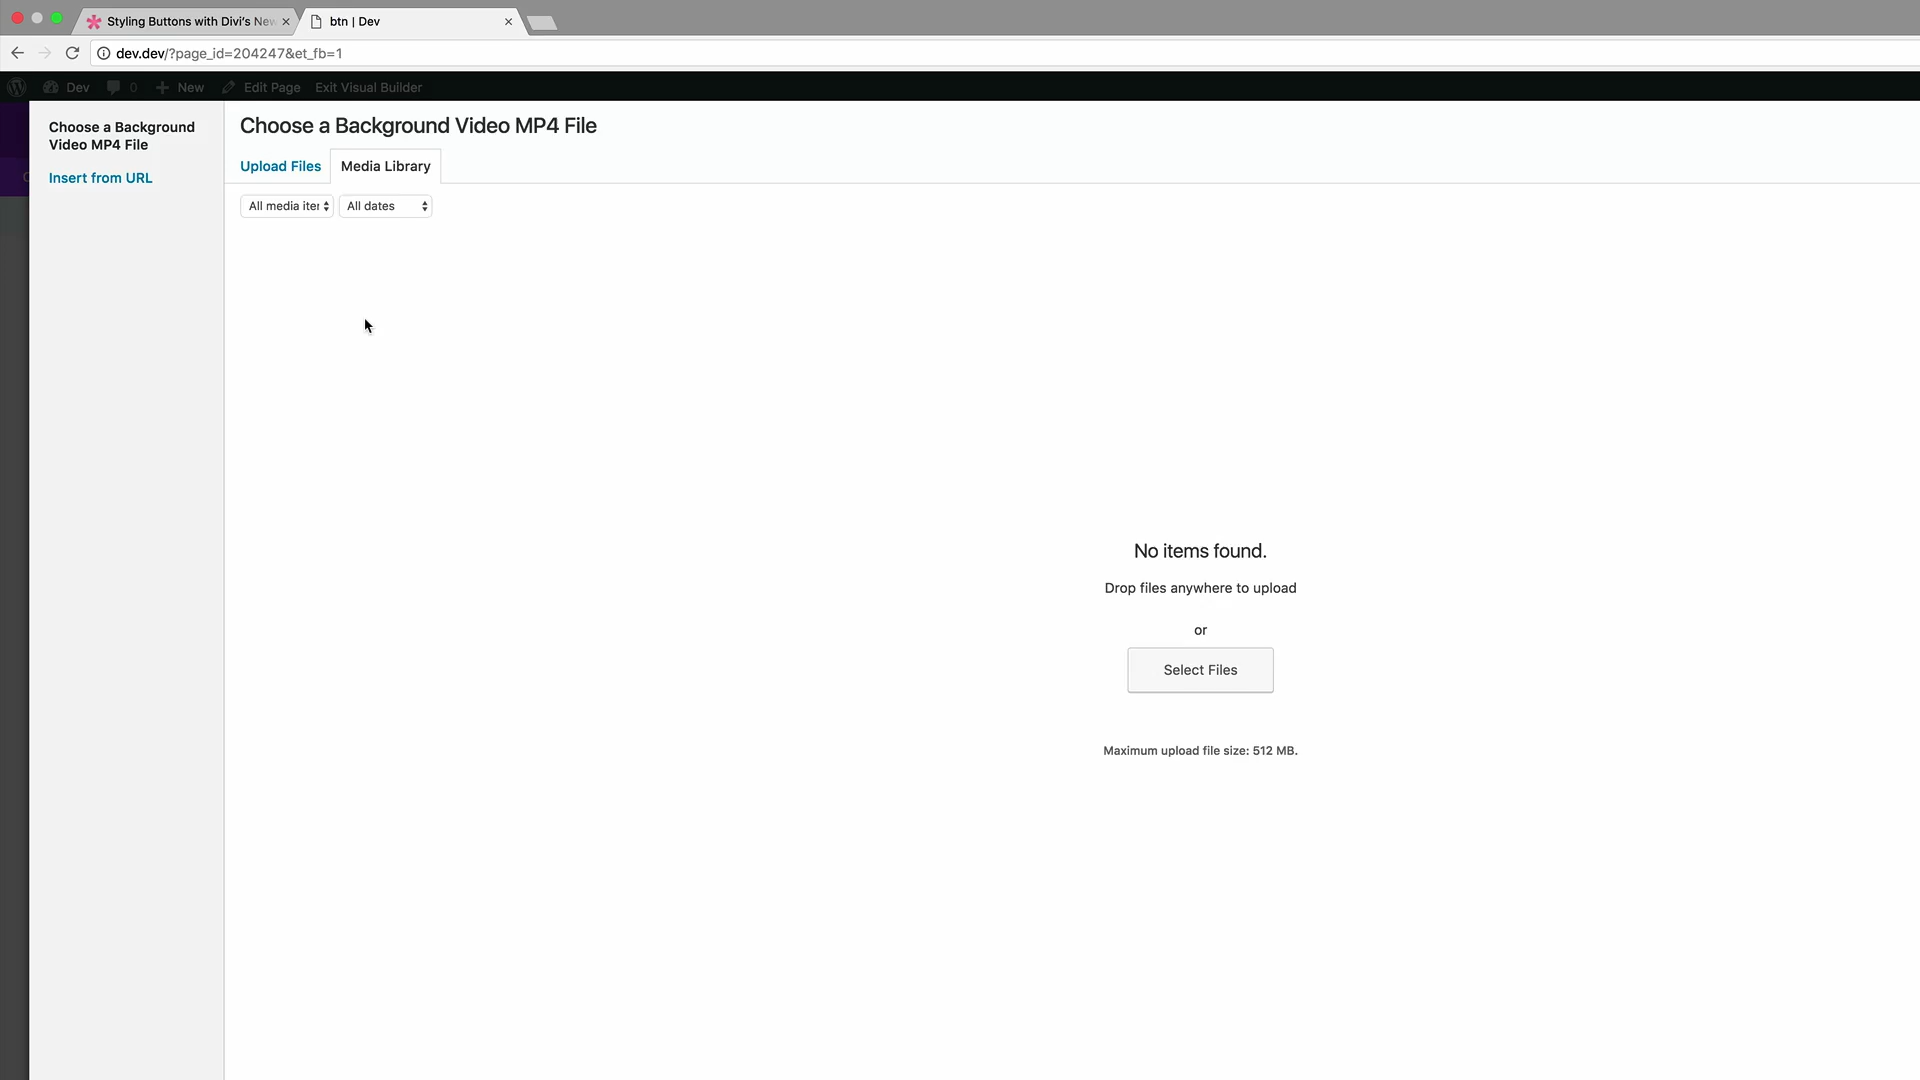 Styling Buttons with Divi's New
btn | Dev
dev.dev/?page_id=204247&et_fb=1
Dev
0
New
Edit Page
Exit Visual Builder
Choose a Background
Video MP4 File
Insert from URL
Choose a Background Video MP4 File
Upload Files
Media Library
All media iter
All dates
No items found.
Drop files anywhere to upload
or
Select Files
Maximum upload file size: 512 MB.